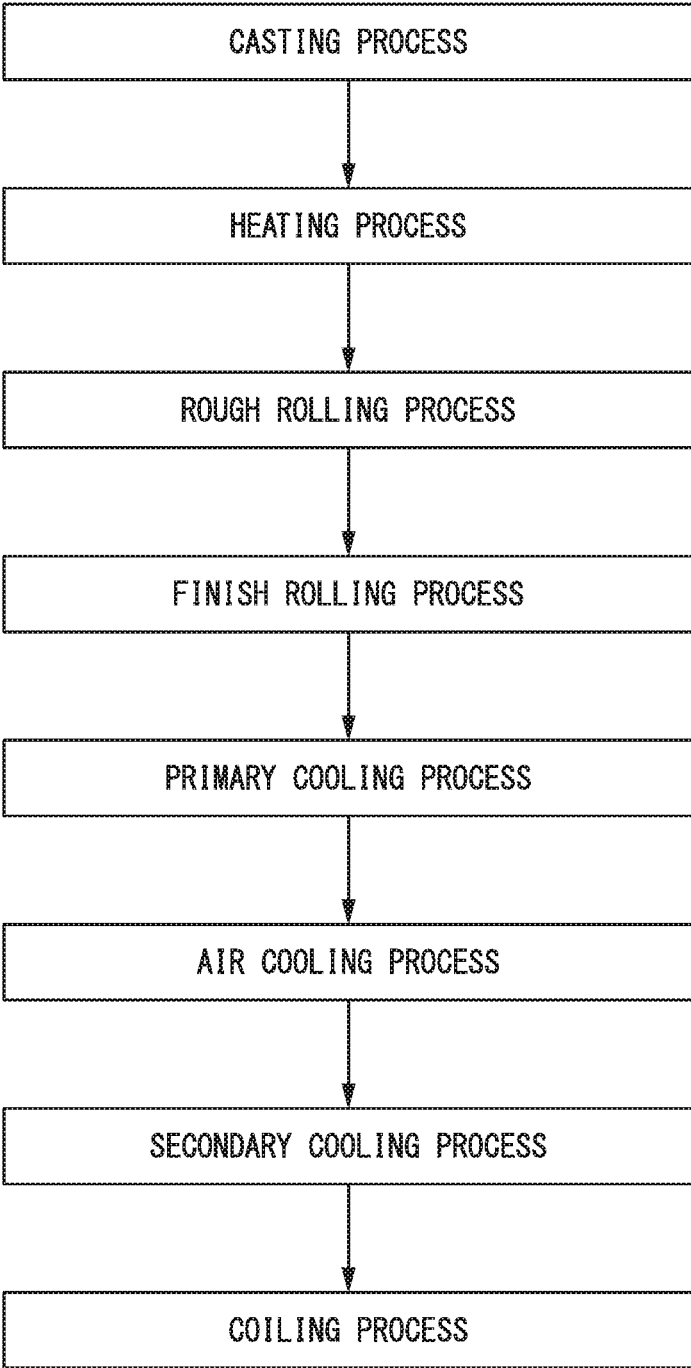 CASTING PROCESS
HEATING PROCESS
ROUGH ROLLING PROCESS
FINISH ROLLING PROCESS
PRIMARY COOLING PROCESS
AIR COOLING PROCESS
SECONDARY COOLING PROCESS
COILING PROCESS